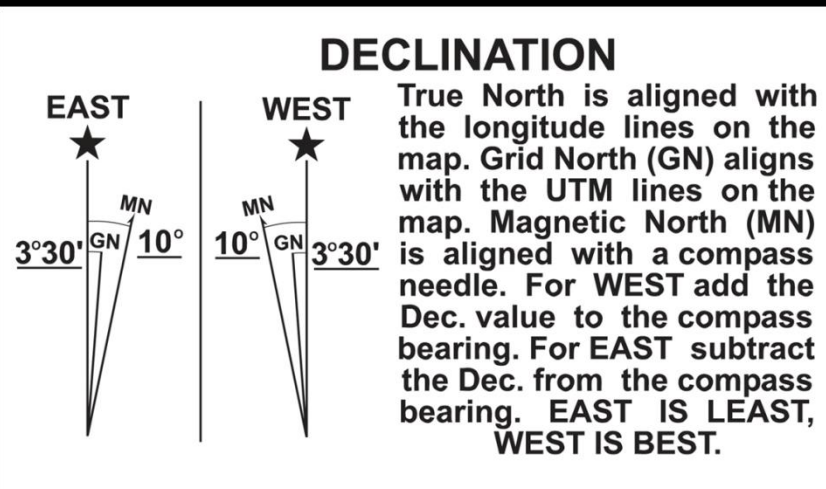 DECLINATION
EAST
MN
3°30'
GN
10°
WEST
MN
10°
GN
3°30'
True North is aligned with
the longitude lines on the
map. Grid North (GN) aligns
with the UTM lines on the
map. Magnetic North (MN)
is aligned with a compass
needle. For WEST add the
Dec. value to the compass
bearing. For EAST subtract
the Dec. from the compass
bearing. EAST IS LEAST,
WEST IS BEST.